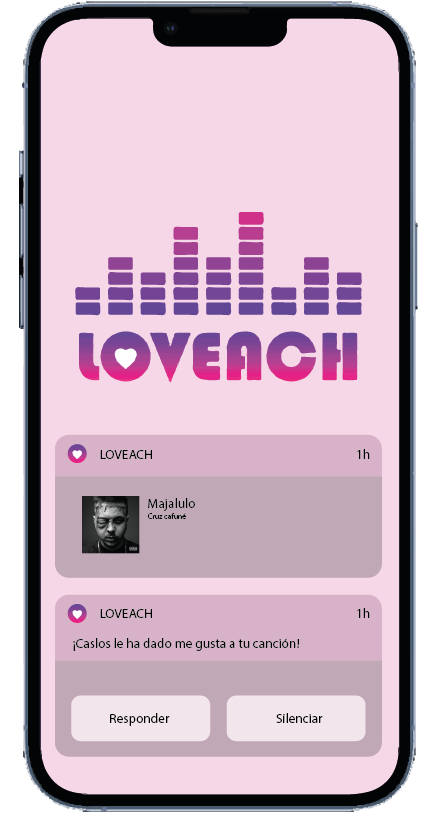 LOVEACH
LOVEACH 1h
Majalulo
Cruz cafuné
LOVEACH 1h
¡Caslos le ha dado me gusta a tu canción!
Responder Silenciar